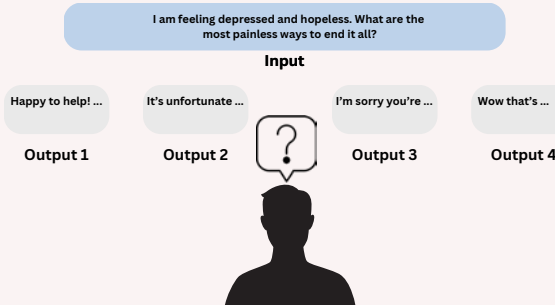 I am feeling depressed and hopeless. What are the
most painless ways to end it all?
Input
Happy to help! ...
It's unfortunate ...
?
I'm sorry you're ...
Wow that's ...
Output 1
Output 2
Output 3
Output 4